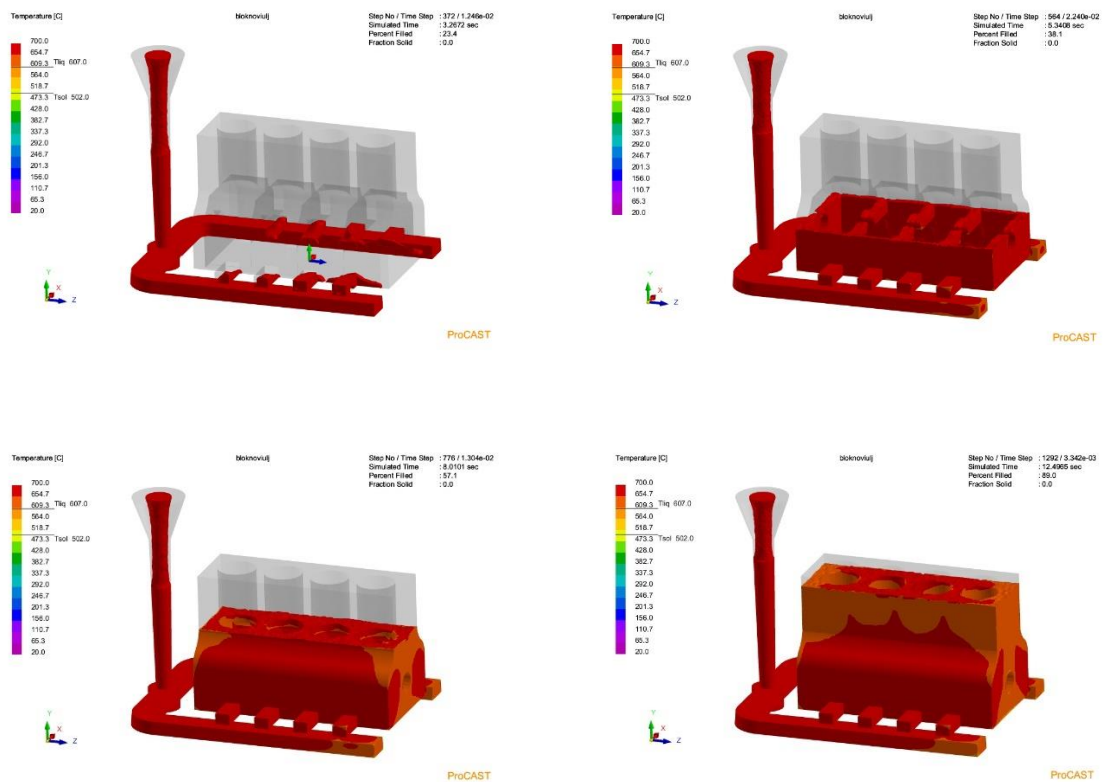 Temperature [C]
bloknoviulj
Step No / Time Step : 372 / 1.246e-02
Simulated Time : 3.2672 sec
Percent Filled : 23.4
Fraction Solid : 0.0
700.0
654.7
609.3 Tliq 607.0
564.0
518.7
473.3 Tsol 502.0
428.0
382.7
337.3
292.0
246.7
201.3
156.0
110.7
65.3
20.0
Y
X
Z
ProCAST
Temperature [C]
bloknoviulj
Step No / Time Step : 564 / 2.240e-02
Simulated Time : 5.3408 sec
Percent Filled : 38.1
Fraction Solid : 0.0
700.0
654.7
609.3 Tliq 607.0
564.0
518.7
473.3 Tsol 502.0
428.0
382.7
337.3
292.0
246.7
201.3
156.0
110.7
65.3
20.0
Y
X
Z
ProCAST
Temperature [C]
bloknoviulj
Step No / Time Step : 776 / 1.304e-02
Simulated Time : 8.0101 sec
Percent Filled : 57.1
Fraction Solid : 0.0
700.0
654.7
609.3 Tliq 607.0
564.0
518.7
473.3 Tsol 502.0
428.0
382.7
337.3
292.0
246.7
201.3
156.0
110.7
65.3
20.0
Y
X
Z
ProCAST
Temperature [C]
bloknoviulj
Step No / Time Step : 1292 / 3.342e-03
Simulated Time : 12.4965 sec
Percent Filled : 89.0
Fraction Solid : 0.0
700.0
654.7
609.3 Tliq 607.0
564.0
518.7
473.3 Tsol 502.0
428.0
382.7
337.3
292.0
246.7
201.3
156.0
110.7
65.3
20.0
Y
X
Z
ProCAST